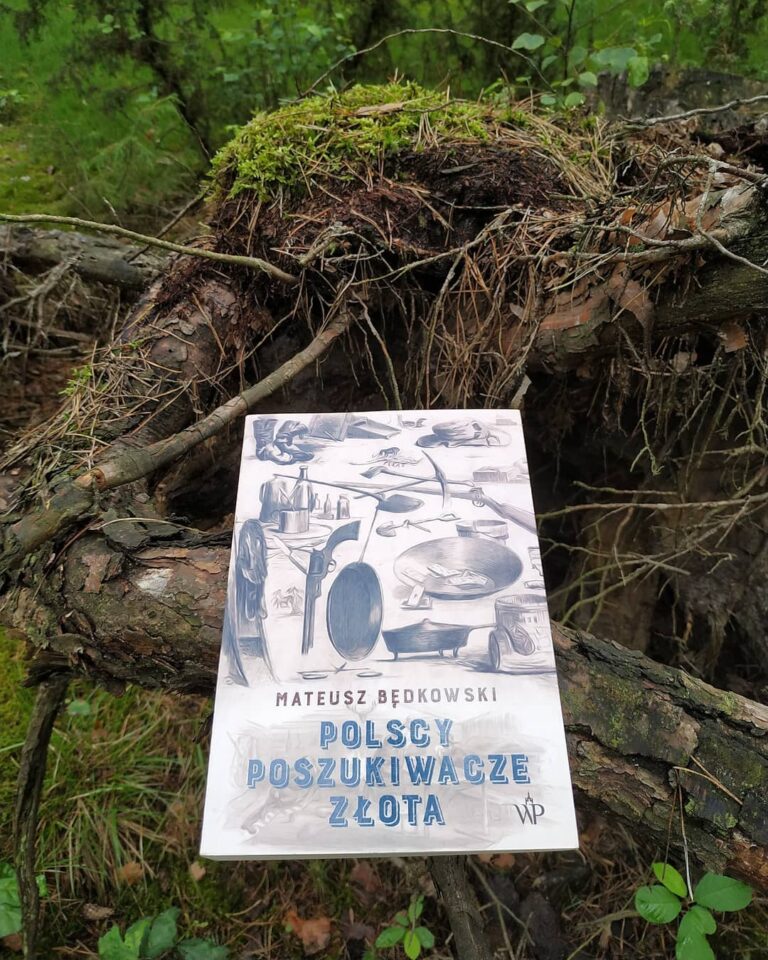 MATEUSZ BĘDKOWSKI
POLSCY
POSZUKIWACZE
ZŁOTA
WP